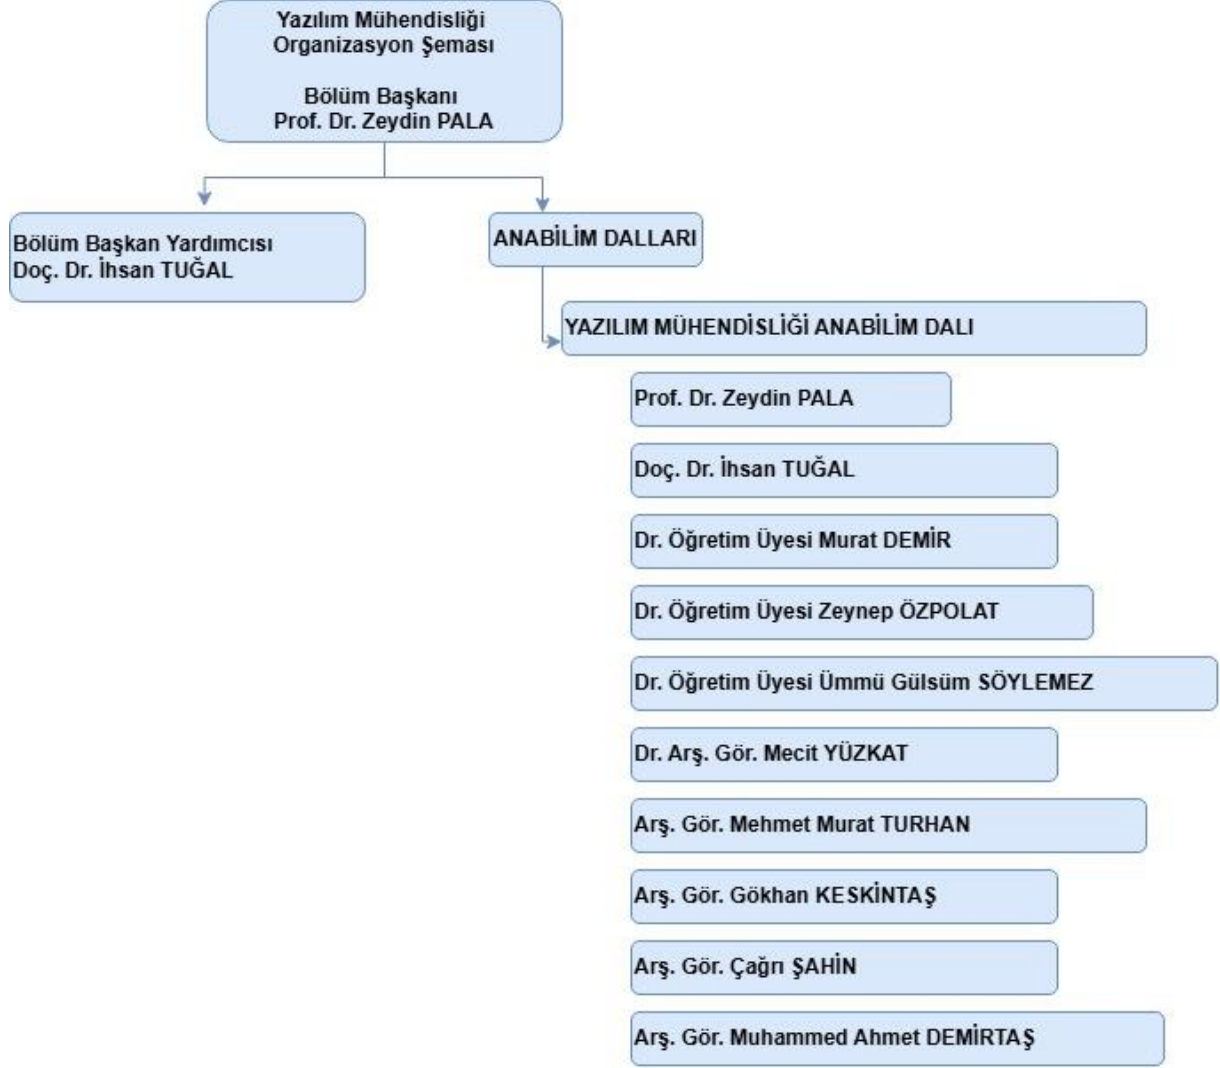 Yazılım Mühendisliği
Organizasyon Şeması
Bölüm Başkanı
Prof. Dr. Zeydin PALA
Bölüm Başkan Yardımcısı
Doç. Dr. İhsan TUĞAL
ANABİLİM DALLARI
YAZILIM MÜHENDİSLİĞİ ANABİLİM DALI
Prof. Dr. Zeydin PALA
Doç. Dr. İhsan TUĞAL
Dr. Öğretim Üyesi Murat DEMİR
Dr. Öğretim Üyesi Zeynep ÖZPOLAT
Dr. Öğretim Üyesi Ümmü Gülsüm SÖYLEMEZ
Dr. Arş. Gör. Mecit YÜZKAT
Arş. Gör. Mehmet Murat TURHAN
Arş. Gör. Gökhan KESKİNTAŞ
Arş. Gör. Çağrı ŞAHİN
Arş. Gör. Muhammed Ahmet DEMİRTAŞ